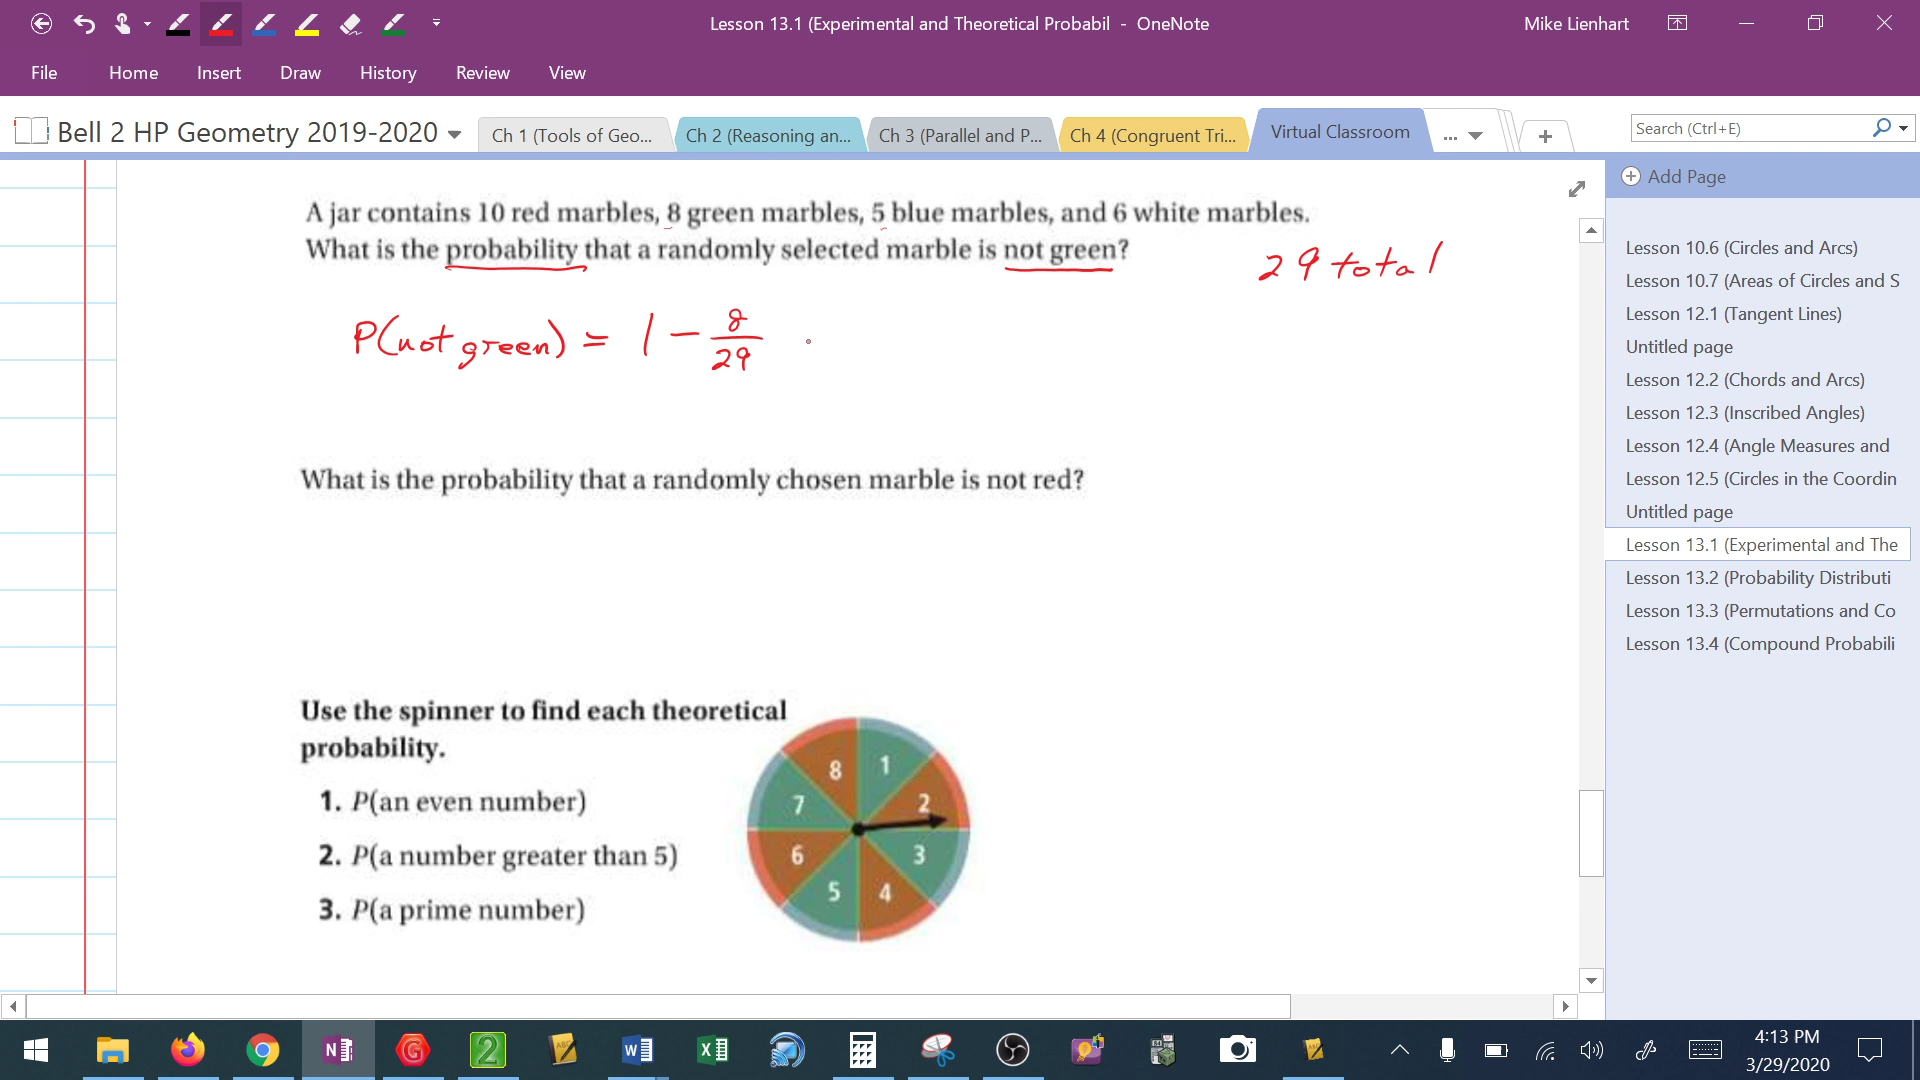 Lesson 13.1 (Experimental and Theoretical Probabil - OneNote
Mike Lienhart
File Home Insert Draw History Review View
Bell 2 HP Geometry 2019-2020
Ch 1 (Tools of Geo...
Ch 2 (Reasoning an...
Ch 3 (Parallel and P...
Ch 4 (Congruent Tri...
Virtual Classroom
...
Search (Ctrl+E)
Add Page
A jar contains 10 red marbles, 8 green marbles, 5 blue marbles, and 6 white marbles.
What is the probability that a randomly selected marble is not green?
29 total
P(not green) = 1 - 8/29
What is the probability that a randomly chosen marble is not red?
Use the spinner to find each theoretical
probability.
1. P(an even number)
2. P(a number greater than 5)
3. P(a prime number)
8 1
7 2
6 3
5 4
Lesson 10.6 (Circles and Arcs)
Lesson 10.7 (Areas of Circles and S
Lesson 12.1 (Tangent Lines)
Untitled page
Lesson 12.2 (Chords and Arcs)
Lesson 12.3 (Inscribed Angles)
Lesson 12.4 (Angle Measures and
Lesson 12.5 (Circles in the Coordin
Untitled page
Lesson 13.1 (Experimental and The
Lesson 13.2 (Probability Distributi
Lesson 13.3 (Permutations and Co
Lesson 13.4 (Compound Probabili
4:13 PM
3/29/2020